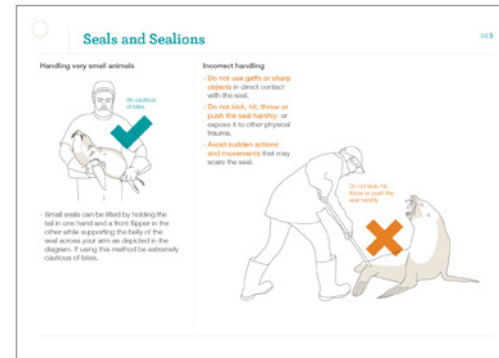 Seals and Sealions
pg 5
Handling very small animals
Be cautious
of bites
- Small seals can be lifted by holding the
tail in one hand and a front flipper in the
other while supporting the belly of the
seal across your arm as depicted in the
diagram. If using this method be extremely
cautious of bites.
Incorrect handling
- Do not use gaffs or sharp
objects in direct contact
with the seal.
- Do not kick, hit, throw or
push the seal harshly, or
expose it to other physical
trauma.
- Avoid sudden actions
and movements that may
scare the seal.
Do not kick, hit,
throw or push the
seal harshly